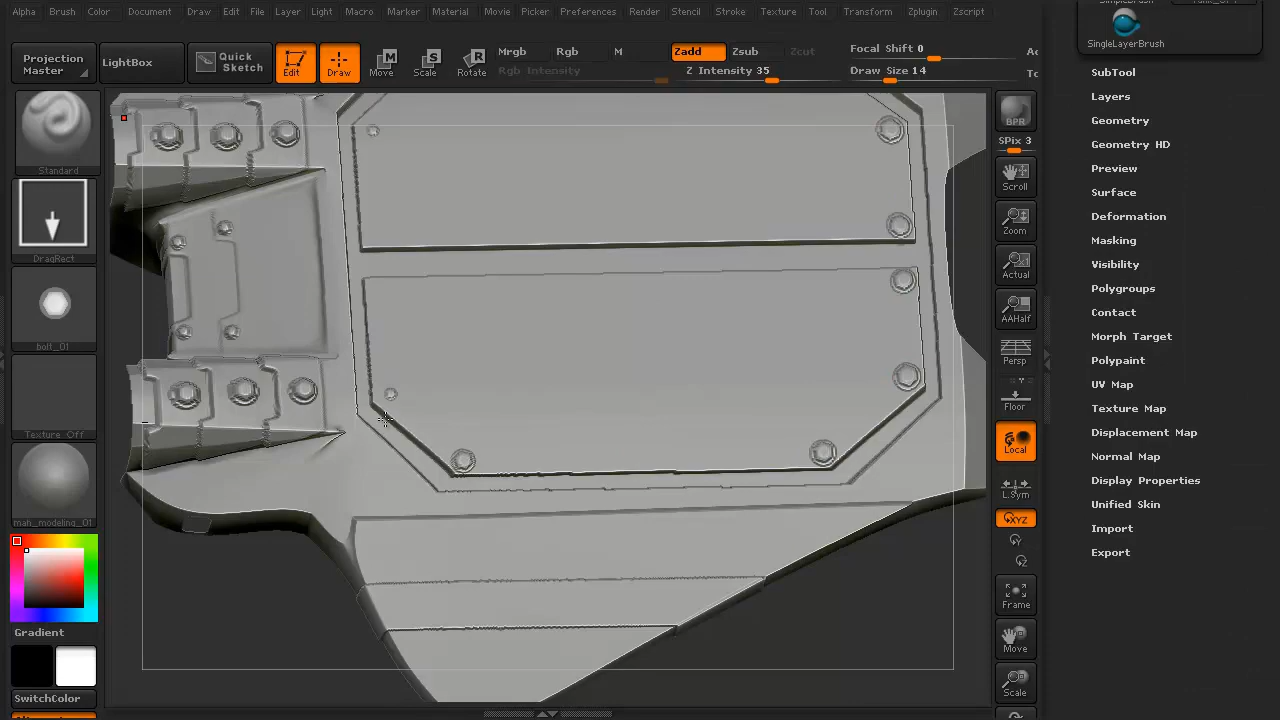 Alpha Brush Color Document Draw Edit File Layer Light Macro Marker Material Movie Picker Preferences Render Stencil Stroke Texture Tool Transform Zplugin Zscript
Projection Master
LightBox
Quick Sketch
Edit
Draw
Move
Scale
Rotate
Mrgb Rgb M
Rgb Intensity
Zadd Zsub Zcut
Z Intensity 35
Focal Shift 0
Draw Size 14
SingleLayerBrush
SubTool
Layers
Geometry
Geometry HD
Preview
Surface
Deformation
Masking
Visibility
Polygroups
Contact
Morph Target
Polypaint
UV Map
Texture Map
Displacement Map
Normal Map
Display Properties
Unified Skin
Import
Export
Standard
DragRect
bolt_01
Texture Off
mah_modeling_01
Gradient
SwitchColor
BPR
SPix 3
Scroll
Zoom
Actual
AAHalf
Persp
Floor
Local
L.Sym
XYZ
Y
Z
Frame
Move
Scale